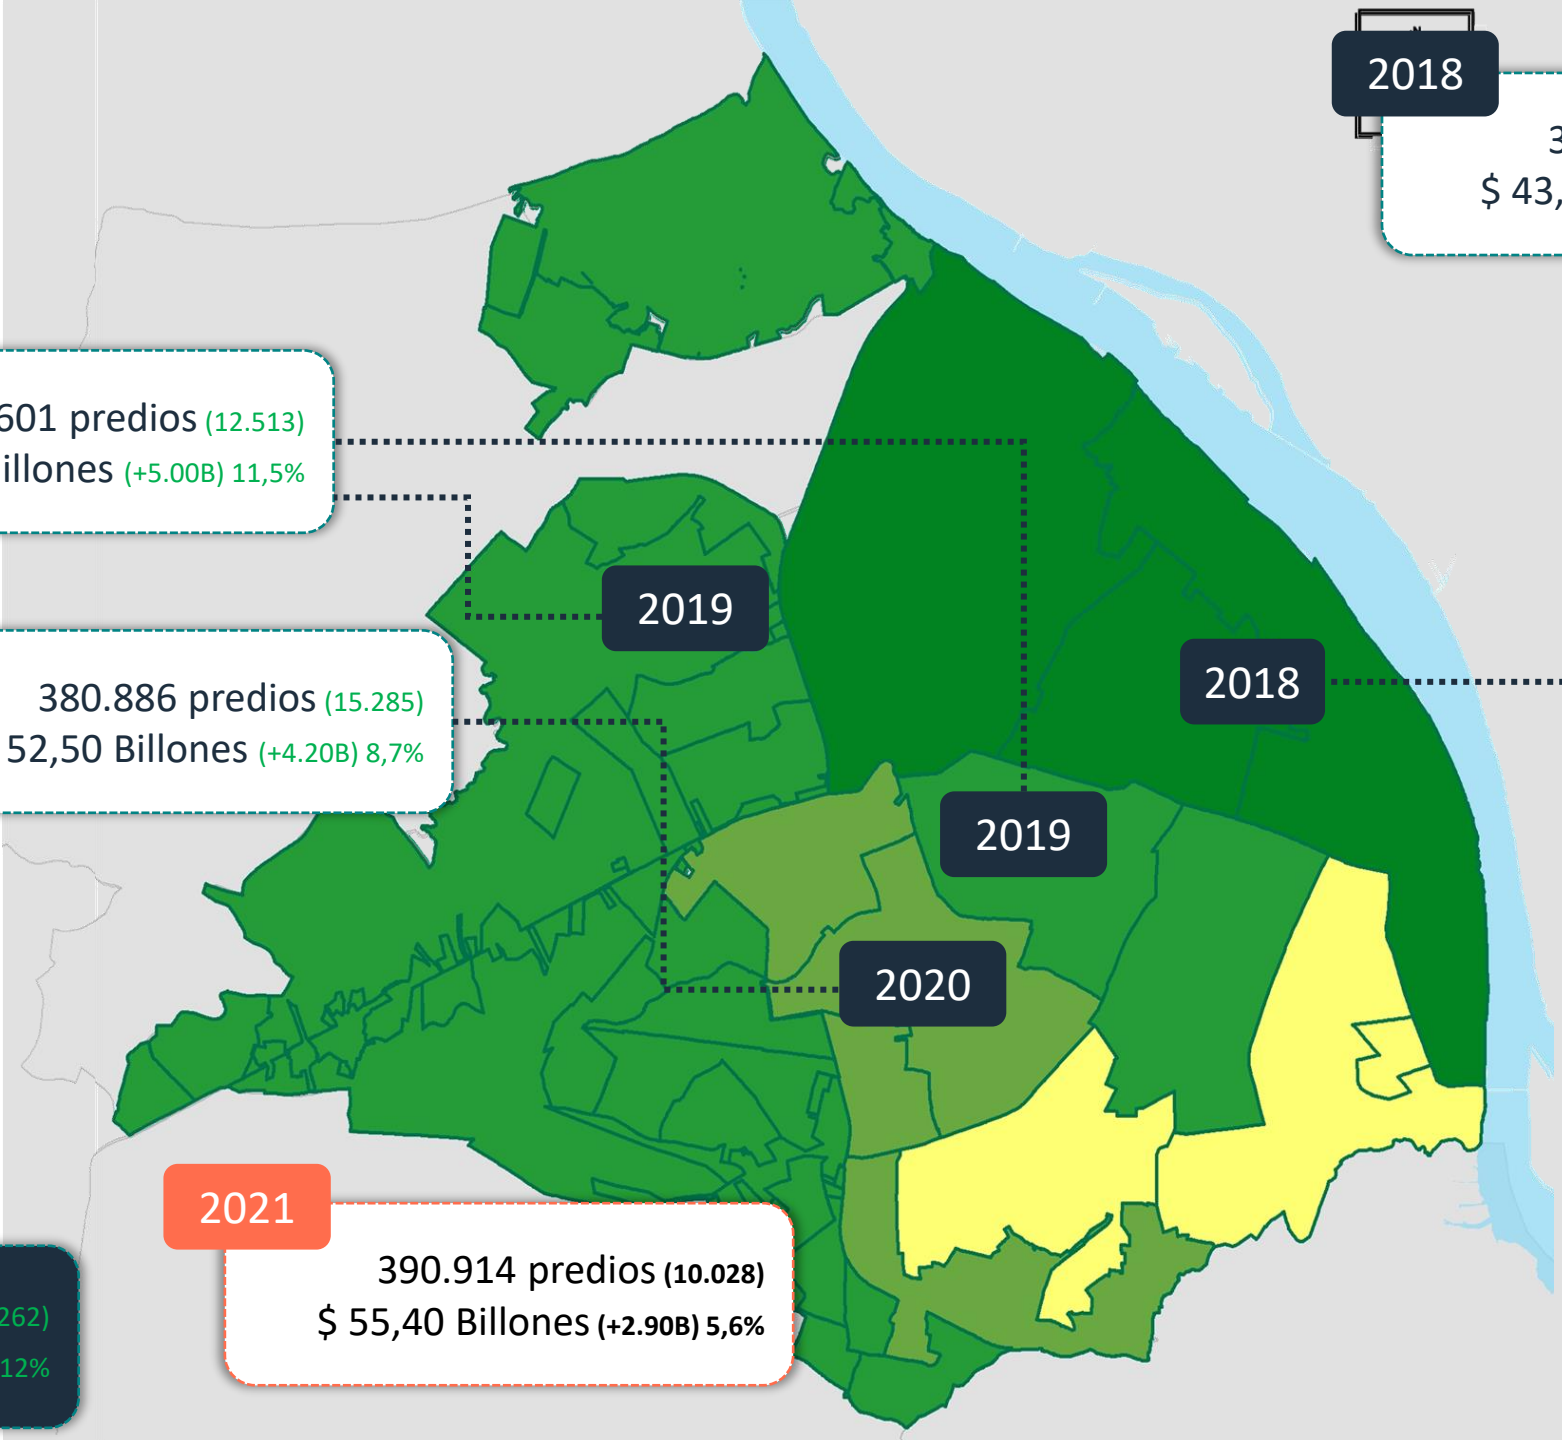 N
2018
$ 43,
601 predios (12.513)
illones (+5.00B) 11,5%
2019
380.886 predios (15.285)
52,50 Billones (+4.20B) 8,7%
2018
2019
2020
2021
390.914 predios (10.028)
$ 55,40 Billones (+2.90B) 5,6%
262)
12%